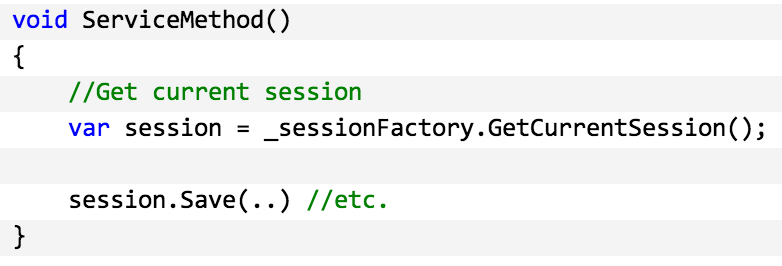 void ServiceMethod()
{
    //Get current session
    var session = _sessionFactory.GetCurrentSession();

    session.Save(..) //etc.
}